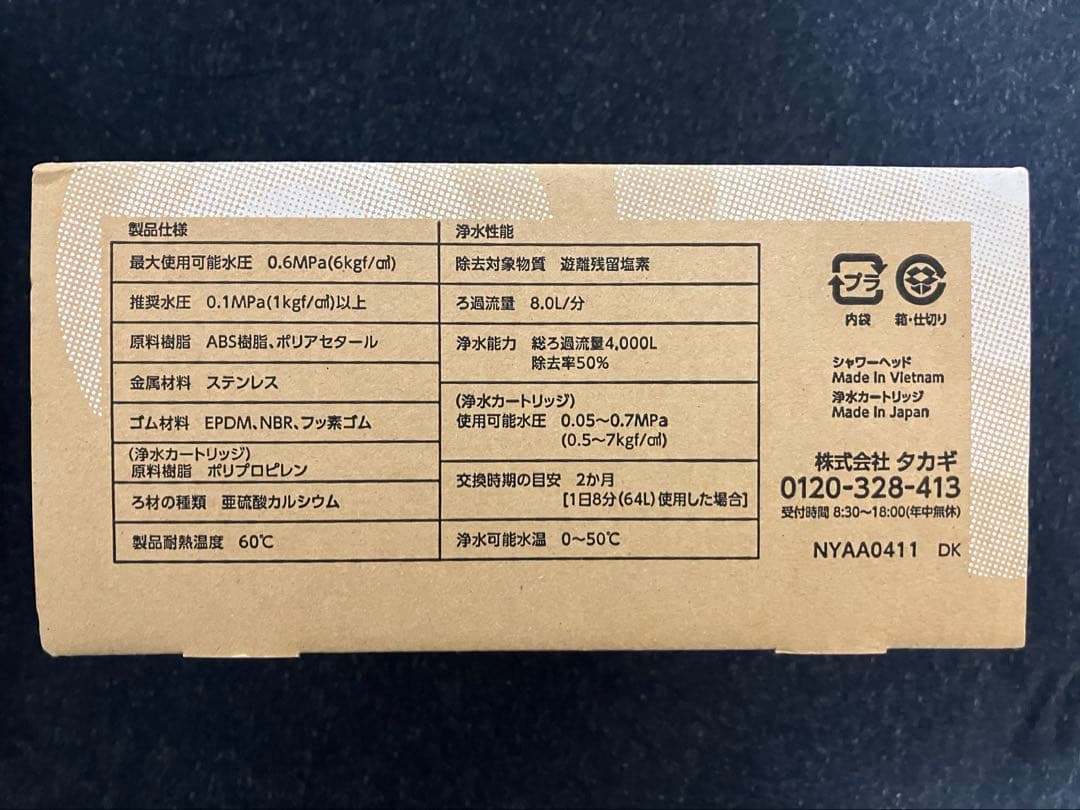 製品仕様
最大使用可能水圧 0.6MPa(6kgf/㎠)
推奨水圧 0.1MPa(1kgf/㎠)以上
原料樹脂 ABS樹脂、ポリアセタール
金属材料 ステンレス
ゴム材料 EPDM、NBR、フッ素ゴム
(浄水カートリッジ)
原料樹脂 ポリプロピレン
ろ材の種類 亜硫酸カルシウム
製品耐熱温度 60℃
浄水性能
除去対象物質 遊離残留塩素
ろ過流量 8.0L/分
浄水能力 総ろ過流量4,000L
除去率50%
(浄水カートリッジ)
使用可能水圧 0.05〜0.7MPa
(0.5〜7kgf/㎠)
交換時期の目安 2か月
[1日8分(64L)使用した場合]
浄水可能水温 0〜50℃
プラ
内袋 箱・仕切り
シャワーヘッド
Made in Vietnam
浄水カートリッジ
Made in Japan
株式会社 タカギ
0120-328-413
受付時間 8:30〜18:00(年中無休)
NYAA0411 DK